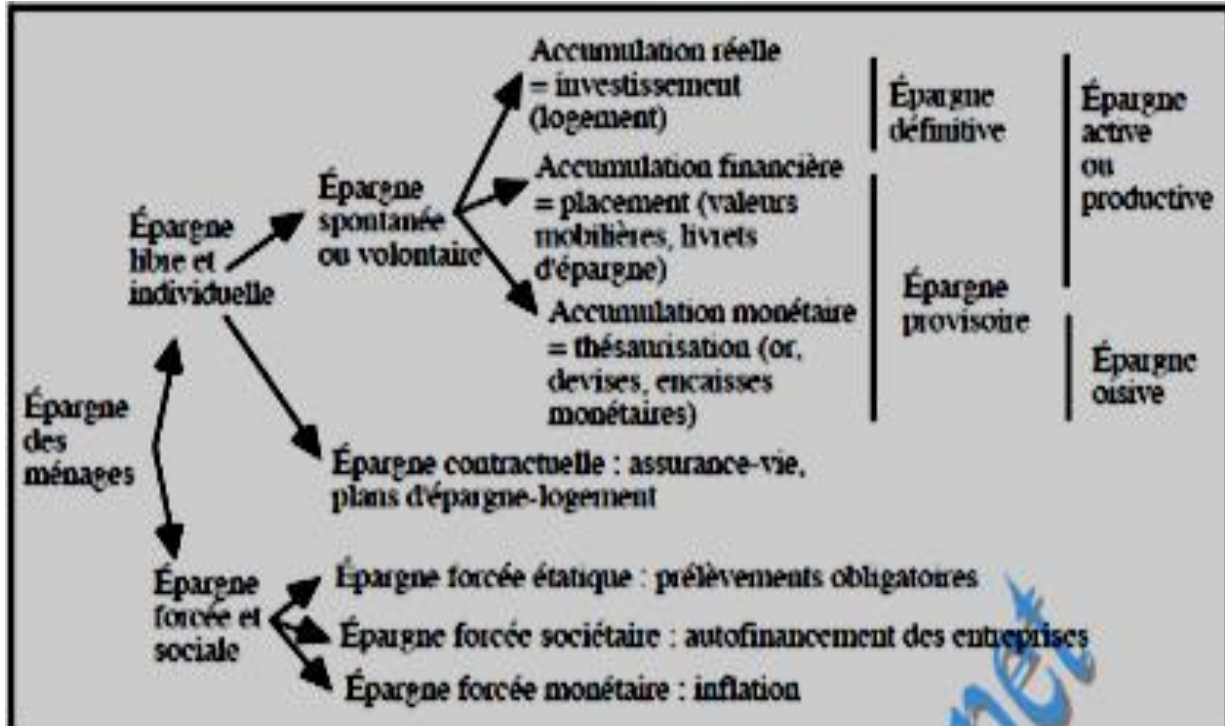 Accumulation réelle
= investissement
(logement)
Épargne
définitive
Épargne
active
ou
productive
Accumulation financière
= placement (valeurs
mobilières, livrets
d'épargne)
Épargne
spontanée
ou volontaire
Épargne
libre et
individuelle
Épargne
provisoire
Accumulation monétaire
= thésaurisation (or,
devises, encaisses
monétaires)
Épargne
oisive
Épargne
des
ménages
Épargne contractuelle : assurance-vie,
plans d'épargne-logement
Épargne
forcée et
sociale
Épargne forcée étatique : prélèvements obligatoires
Épargne forcée sociétaire : autofinancement des entreprises
Épargne forcée monétaire : inflation
net